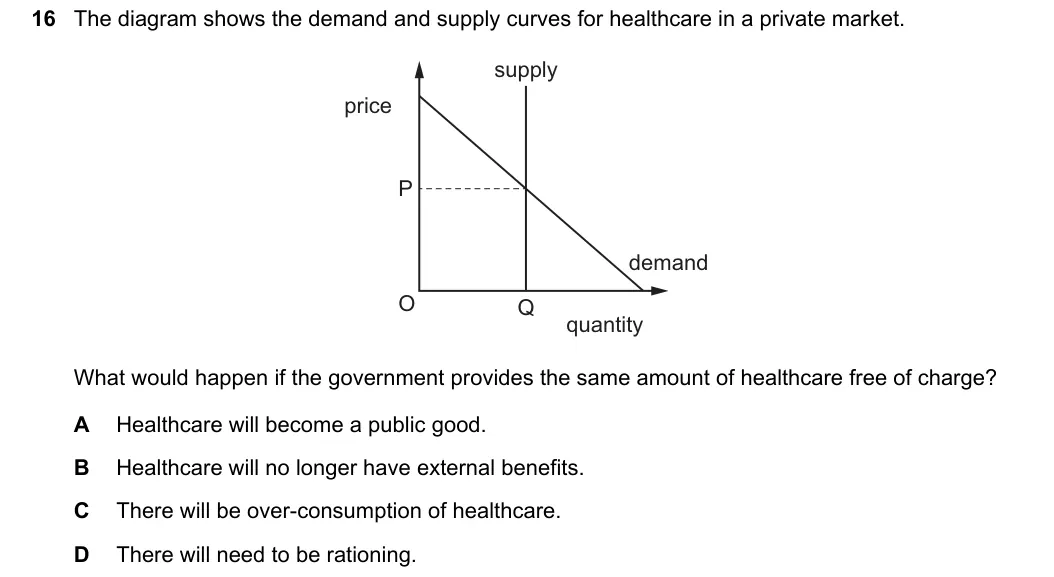 16 The diagram shows the demand and supply curves for healthcare in a private market.
supply
price
P
demand
O
Q
quantity
What would happen if the government provides the same amount of healthcare free of charge?
A Healthcare will become a public good.
B Healthcare will no longer have external benefits.
C There will be over-consumption of healthcare.
D There will need to be rationing.